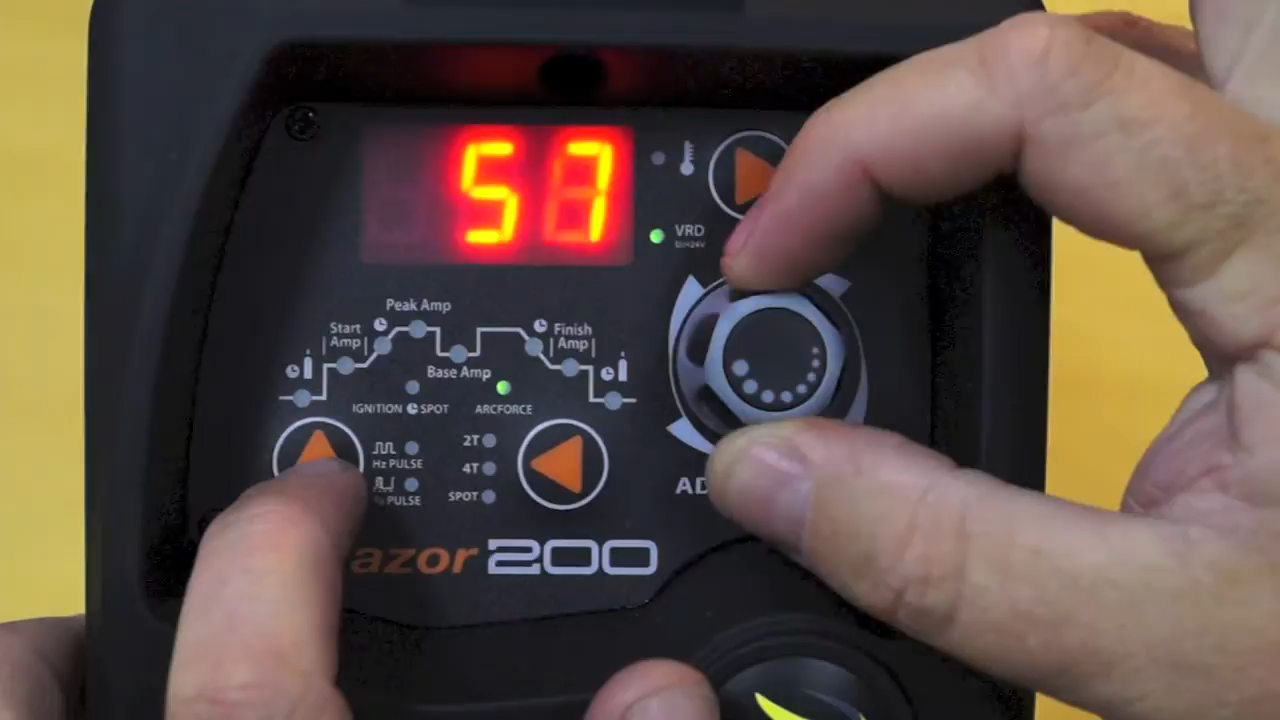 57
VRD
Peak Amp
Start
Amp
Finish
Amp
Base Amp
IGNITION SPOT
ARCFORCE
2T
Hz PULSE
4T
PULSE
SPOT
AD
azor 200